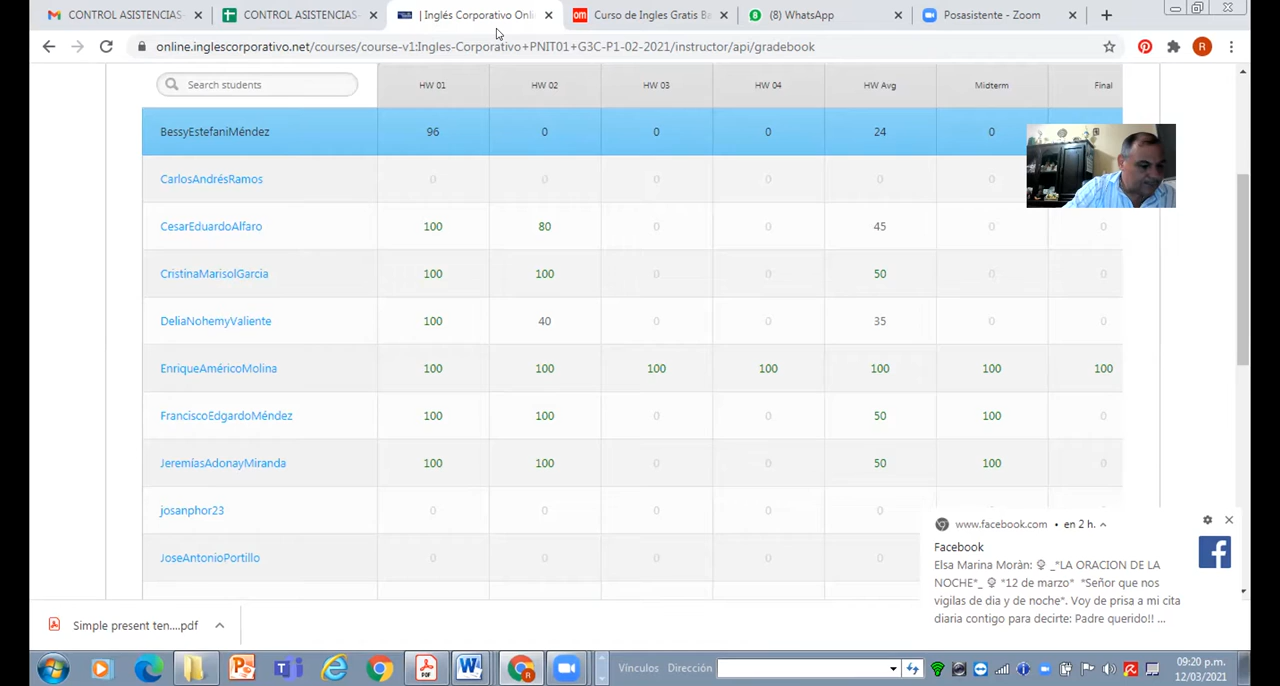 CONTROL ASISTENCIAS-
CONTROL ASISTENCIAS-
| Inglés Corporativo Onli
Curso de Ingles Gratis Ba
(8) WhatsApp
Posasistente - Zoom
online.inglescorporativo.net/courses/course-v1:Ingles-Corporativo+PNIT01+G3C-P1-02-2021/instructor/api/gradebook
Search students HW 01 HW 02 HW 03 HW 04 HW Avg Midterm Final
BessyEstefaniMéndez 96 0 0 0 24 0
CarlosAndrésRamos 0 0 0 0 0 0
CesarEduardoAlfaro 100 80 0 0 45 0 0
CristinaMarisolGarcia 100 100 0 0 50 0 0
DeliaNohemyValiente 100 40 0 0 35 0 0
EnriqueAméricoMolina 100 100 100 100 100 100 100
FranciscoEdgardoMéndez 100 100 0 0 50 100 0
JeremíasAdonayMiranda 100 100 0 0 50 100 0
josanphor23 0 0 0 0 0
JoseAntonioPortillo 0 0 0 0 0
www.facebook.com • en 2 h.
Facebook
Elsa Marina Moràn: _*LA ORACION DE LA
NOCHE*_ *12 de marzo* *Señor que nos
vigilas de dia y de noche*. Voy de prisa a mi cita
diaria contigo para decirte: Padre querido!! ...
Simple present ten....pdf
Vínculos Dirección
09:20 p.m.
12/03/2021